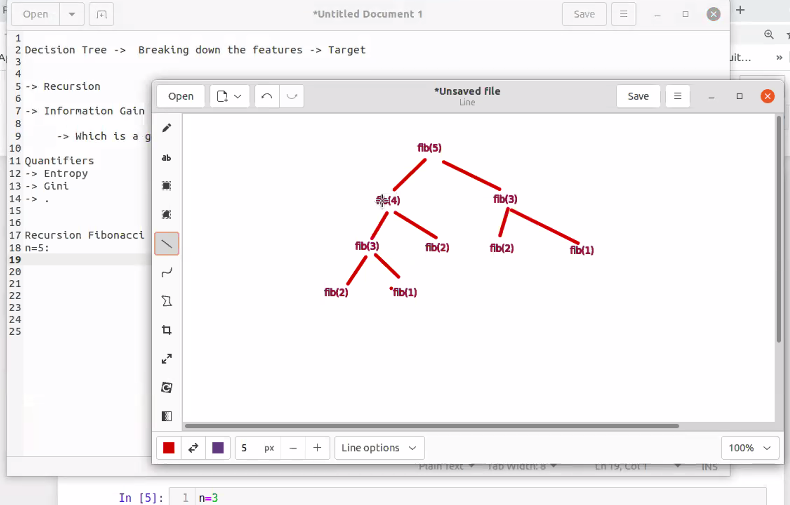 Open
*Untitled Document 1
Save
1
2 Decision Tree -> Breaking down the features -> Target
3
4
5 -> Recursion
6
7 -> Information Gain
8
9 -> Which is a g
10
11 Quantifiers
12 -> Entropy
13 -> Gini
14 -> .
15
16
17 Recursion Fibonacci
18 n=5:
19
20
21
22
23
24
25
Open
*Unsaved file
Line
Save
ab
fib(5)
fib(4)
fib(3)
fib(3)
fib(2)
fib(2)
fib(1)
fib(2)
fib(1)
5 px
Line options
100%
Plain Text
Tab Width: 8
Ln 19, Col 1
INS
In [5]:
1 n=3